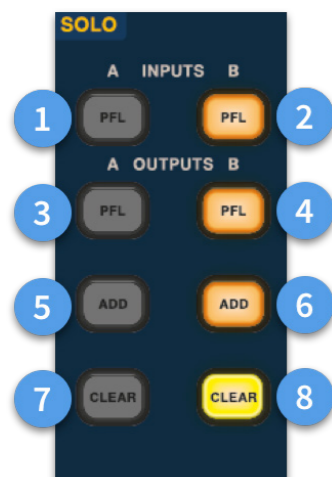 SOLO
A INPUTS B
1 PFL PFL 2
A OUTPUTS B
3 PFL PFL 4
5 ADD ADD 6
7 CLEAR CLEAR 8